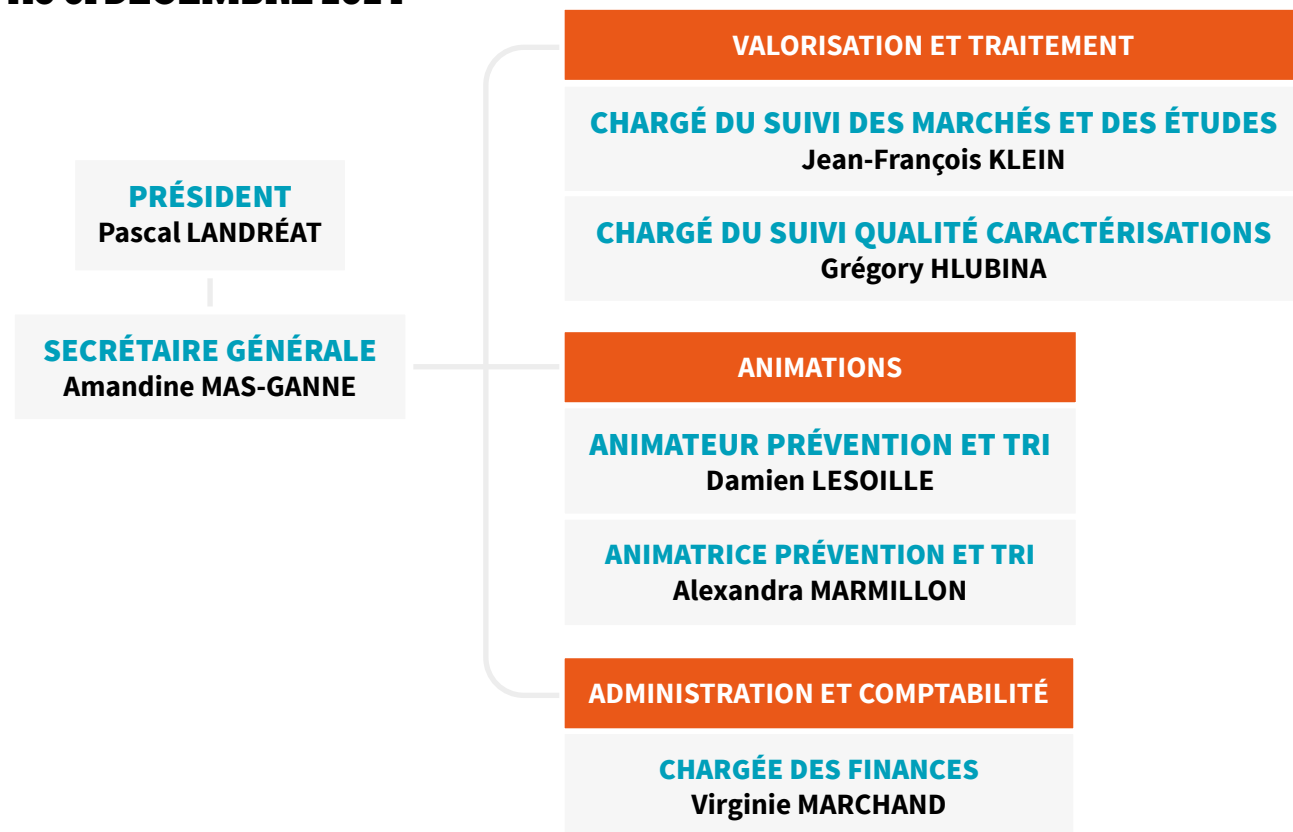 DÉCEMBRE
PRÉSIDENT
Pascal LANDRÉAT
SECRÉTAIRE GÉNÉRALE
Amandine MAS-GANNE
VALORISATION ET TRAITEMENT
CHARGÉ DU SUIVI DES MARCHÉS ET DES ÉTUDES
Jean-François KLEIN
CHARGÉ DU SUIVI QUALITÉ CARACTÉRISATIONS
Grégory HLUBINA
ANIMATIONS
ANIMATEUR PRÉVENTION ET TRI
Damien LESOILLE
ANIMATRICE PRÉVENTION ET TRI
Alexandra MARMILLON
ADMINISTRATION ET COMPTABILITÉ
CHARGÉE DES FINANCES
Virginie MARCHAND